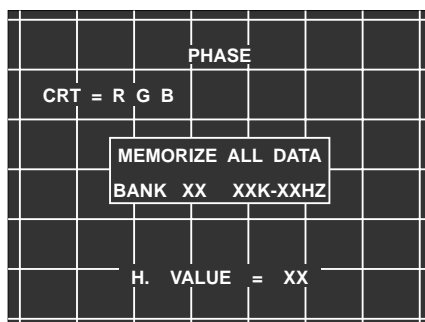 PHASE
CRT = R G B
MEMORIZE ALL DATA
BANK XX XXK-XXHZ
H. VALUE = XX